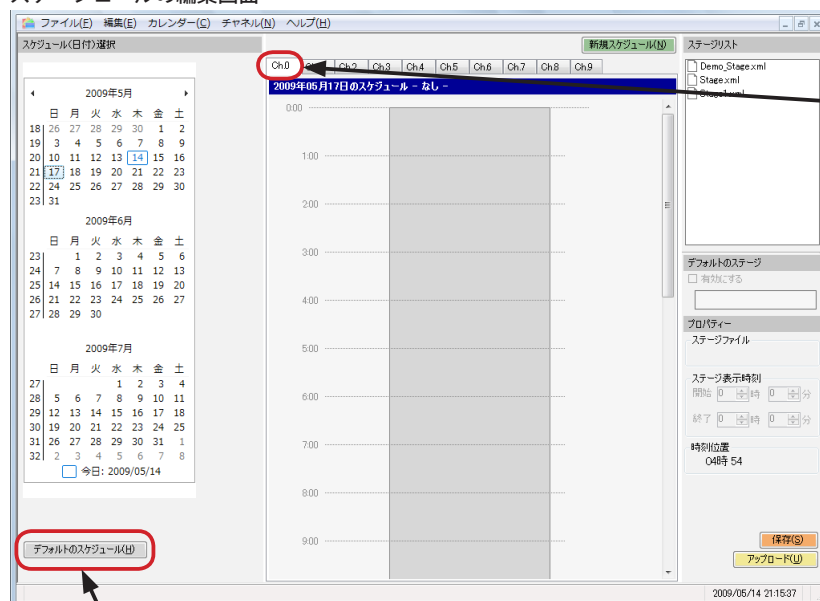 スケジュールの編集画面
ファイル(F) 編集(E) カレンダー(C) チャネル(N) ヘルプ(H)
スケジュール(日付)選択
新規スケジュール(N)
ステージリスト
Ch.0 Ch.2 Ch.3 Ch.4 Ch.5 Ch.6 Ch.7 Ch.8 Ch.9
2009年05月17日のスケジュール - なし -
Demo_Stage.xml
Stage.xml
Stage1.xml
2009年5月
日 月 火 水 木 金 土
18 26 27 28 29 30 1 2
19 3 4 5 6 7 8 9
20 10 11 12 13 14 15 16
21 17 18 19 20 21 22 23
22 24 25 26 27 28 29 30
23 31
2009年6月
日 月 火 水 木 金 土
23 1 2 3 4 5 6
24 7 8 9 10 11 12 13
25 14 15 16 17 18 19 20
26 21 22 23 24 25 26 27
27 28 29 30
2009年7月
日 月 火 水 木 金 土
27 1 2 3 4
28 5 6 7 8 9 10 11
29 12 13 14 15 16 17 18
30 19 20 21 22 23 24 25
31 26 27 28 29 30 31 1
32 2 3 4 5 6 7 8
今日: 2009/05/14
デフォルトのスケジュール(H)
0:00
1:00
2:00
3:00
4:00
5:00
6:00
7:00
8:00
9:00
デフォルトのステージ
有効にする
プロパティー
ステージファイル
ステージ表示時刻
開始 0 時 0 分
終了 0 時 0 分
時刻位置
04時 54
保存(S)
アップロード(U)
2009/05/14 21:15:37